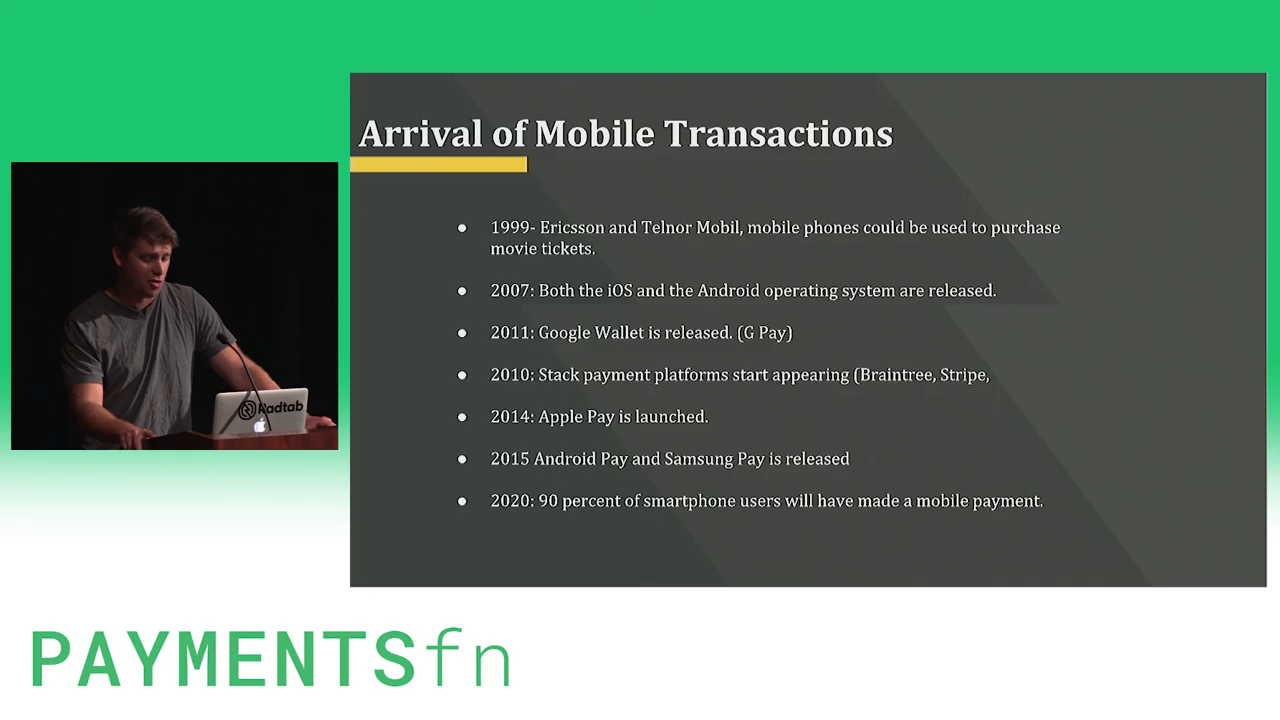 Arrival of Mobile Transactions
● 1999- Ericsson and Telnor Mobil, mobile phones could be used to purchase
movie tickets.
● 2007: Both the iOS and the Android operating system are released.
● 2011: Google Wallet is released. (G Pay)
● 2010: Stack payment platforms start appearing (Braintree, Stripe,
● 2014: Apple Pay is launched.
● 2015 Android Pay and Samsung Pay is released
● 2020: 90 percent of smartphone users will have made a mobile payment.
Radtab
PAYMENTSfn